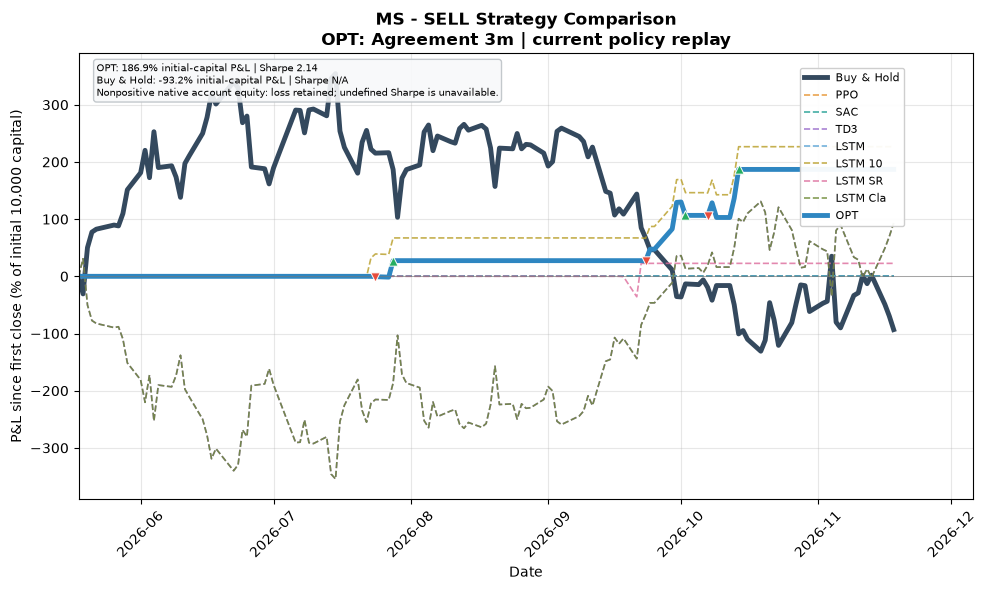 MS - SELL Strategy Comparison
OPT: Agreement 3m | current policy replay
OPT: 186.9% initial-capital P&L | Sharpe 2.14
Buy & Hold: -93.2% initial-capital P&L | Sharpe N/A
Nonpositive native account equity: loss retained; undefined Sharpe is unavailable.
Buy & Hold
PPO
SAC
TD3
LSTM
LSTM 10
LSTM SR
LSTM Cla
OPT
P&L since first close (% of initial 10,000 capital)
300
200
100
0
−100
−200
−300
2026-06
2026-07
2026-08
2026-09
2026-10
2026-11
2026-12
Date